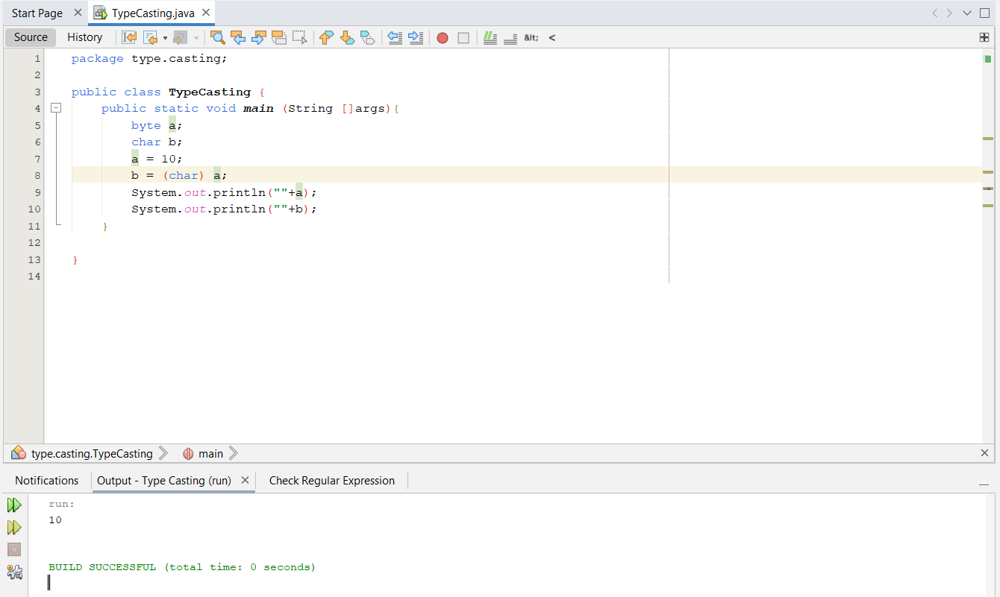 Start Page TypeCasting.java
Source History &lt; <
1 package type.casting;
2
3 public class TypeCasting {
4 public static void main (String []args){
5 byte a;
6 char b;
7 a = 10;
8 b = (char) a;
9 System.out.println(""+a);
10 System.out.println(""+b);
11 }
12
13 }
14
type.casting.TypeCasting main
Notifications Output - Type Casting (run) Check Regular Expression
run:
10
BUILD SUCCESSFUL (total time: 0 seconds)